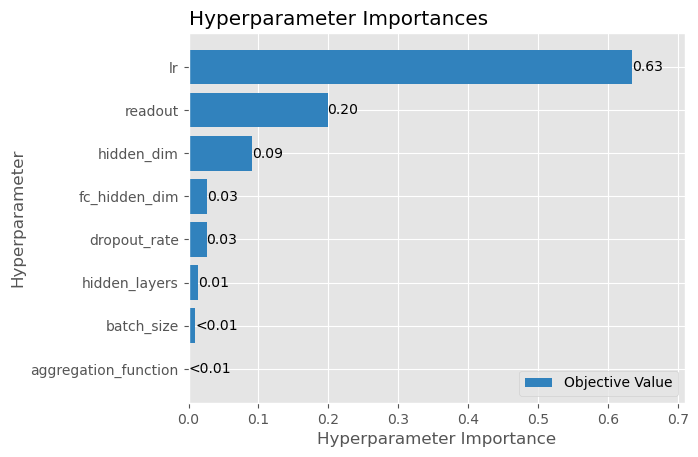 Hyperparameter Importances
Hyperparameter
lr
0.63
readout
0.20
hidden_dim
0.09
fc_hidden_dim
0.03
dropout_rate
0.03
hidden_layers
0.01
batch_size
<0.01
aggregation_function
<0.01
Objective Value
0.0 0.1 0.2 0.3 0.4 0.5 0.6 0.7
Hyperparameter Importance